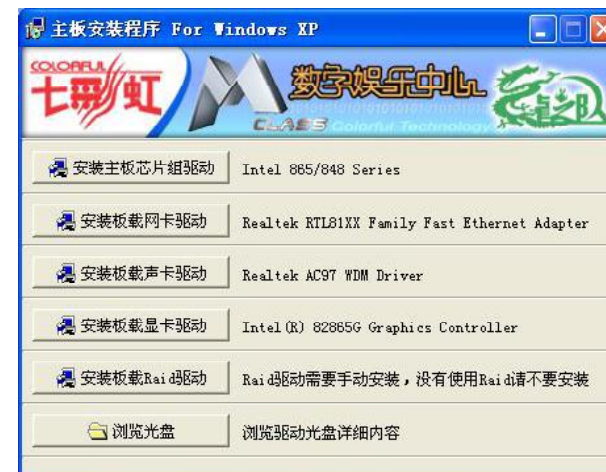 主板安装程序 For Windows XP
COLORFUL
七彩虹
数字娱乐中心
CLASS Colorful Technology
安装主板芯片组驱动 Intel 865/848 Series
安装板载网卡驱动 Realtek RTL81XX Family Fast Ethernet Adapter
安装板载声卡驱动 Realtek AC97 WDM Driver
安装板载显卡驱动 Intel(R) 82865G Graphics Controller
安装板载Raid驱动 Raid驱动需要手动安装，没有使用Raid请不要安装
浏览光盘 浏览驱动光盘详细内容